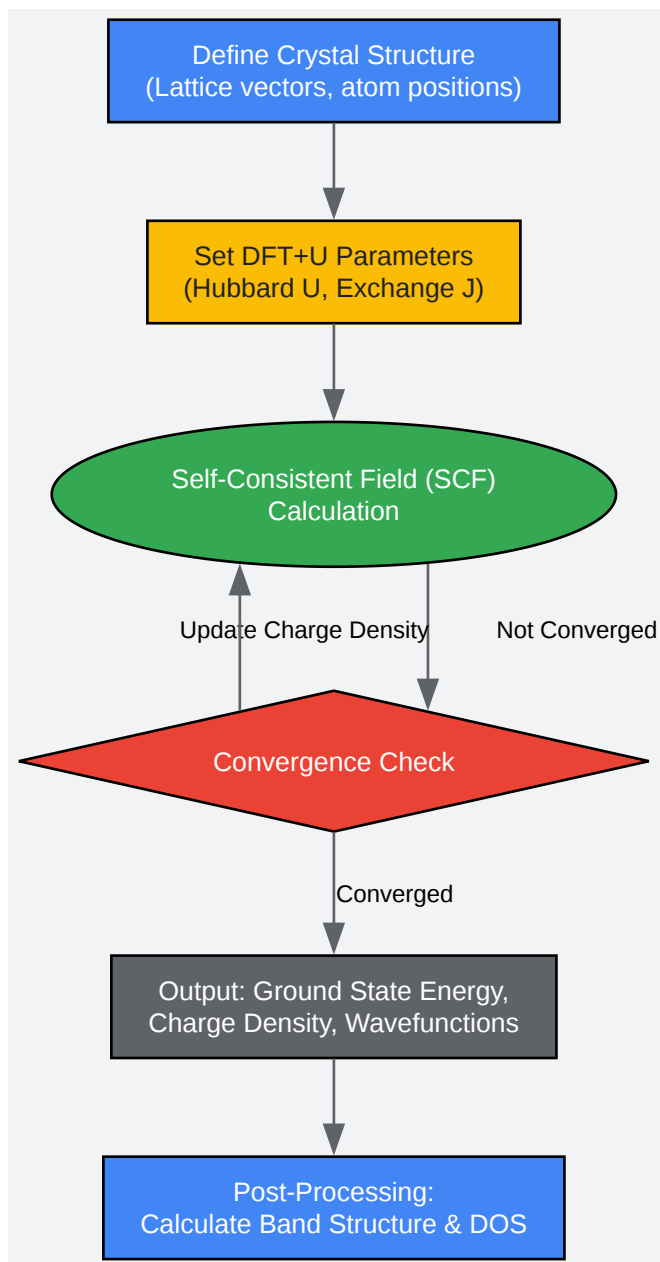 Define Crystal Structure
(Lattice vectors, atom positions)
Set DFT+U Parameters
(Hubbard U, Exchange J)
Self-Consistent Field (SCF)
Calculation
Update Charge Density
Not Converged
Convergence Check
Converged
Output: Ground State Energy,
Charge Density, Wavefunctions
Post-Processing:
Calculate Band Structure & DOS